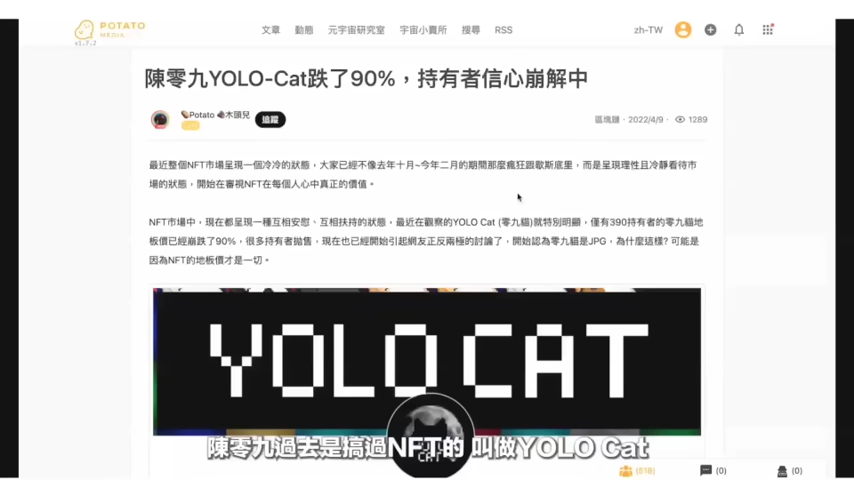 POTATO
MEDIA
v1.7.2
文章 動態 元宇宙研究室 宇宙小賣所 搜尋 RSS
zh-TW
陳零九YOLO-Cat跌了90%，持有者信心崩解中
Potato 木頭兒
追蹤
區塊鏈・2022/4/9・ 1289
最近整個NFT市場呈現一個冷冷的狀態，大家已經不像去年十月~今年二月的期間那麼瘋狂跟歇斯底里，而是呈現理性且冷靜看待市
場的狀態，開始在審視NFT在每個人心中真正的價值。
NFT市場中，現在都呈現一種互相安慰、互相扶持的狀態，最近在觀察的YOLO Cat (零九貓)就特別明顯，僅有390持有者的零九貓地
板價已經崩跌了90%，很多持有者拋售，現在也已經開始引起網友正反兩極的討論了，開始認為零九貓是JPG，為什麼這樣? 可能是
因為NFT的地板價才是一切。
YOLO CAT
CAT
陳零九過去是搞過NFT的 叫做YOLO Cat
(818) (0) (0)